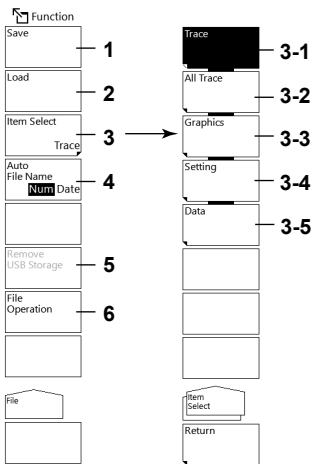 Function
Save
1
Load
2
Item Select
Trace
3
Auto
File Name
Num Date
4
Remove
USB Storage
5
File
Operation
6
File
Trace
3-1
All Trace
3-2
Graphics
3-3
Setting
3-4
Data
3-5
Item
Select
Return